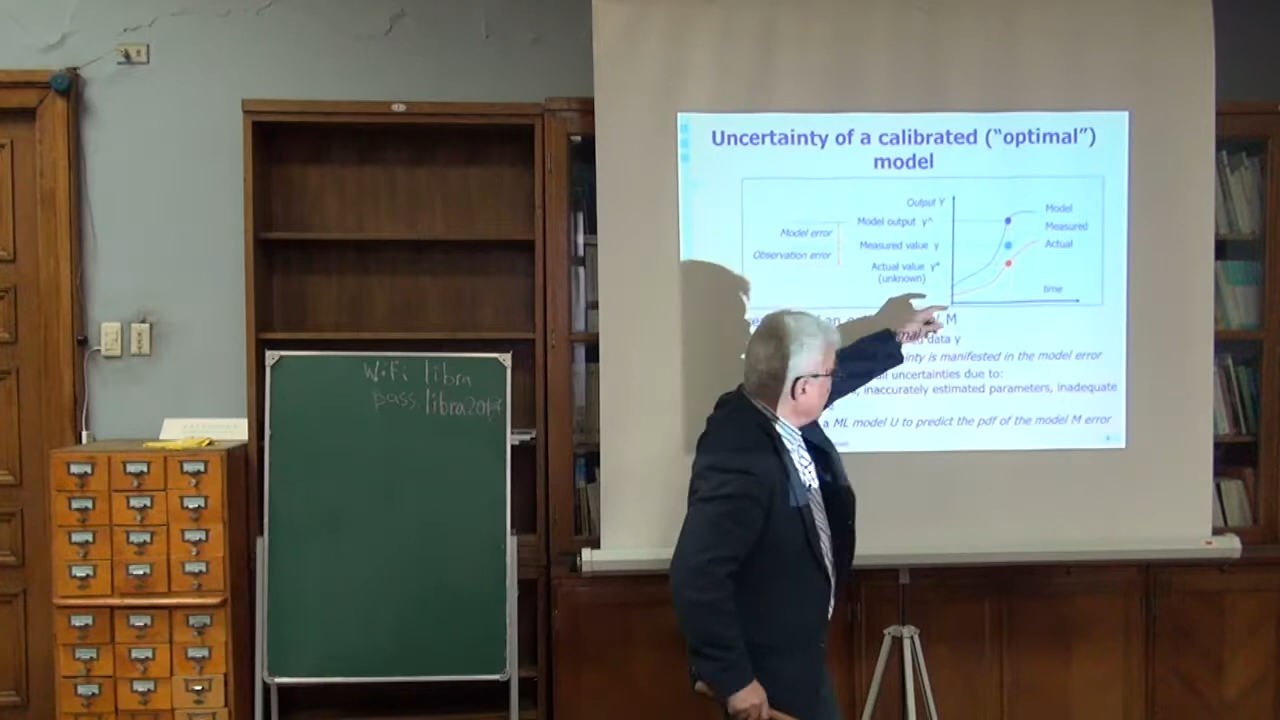 WiFi libra
pass. libra2017
Uncertainty of a calibrated (“optimal”)
model
Output Y
Model output y^
Measured value y
Actual value y*
(unknown)
Model error
Observation error
Model
Measured
Actual
time
M
data y
is manifested in the model error
uncertainties due to:
inaccurately estimated parameters, inadequate
a ML model U to predict the pdf of the model M error